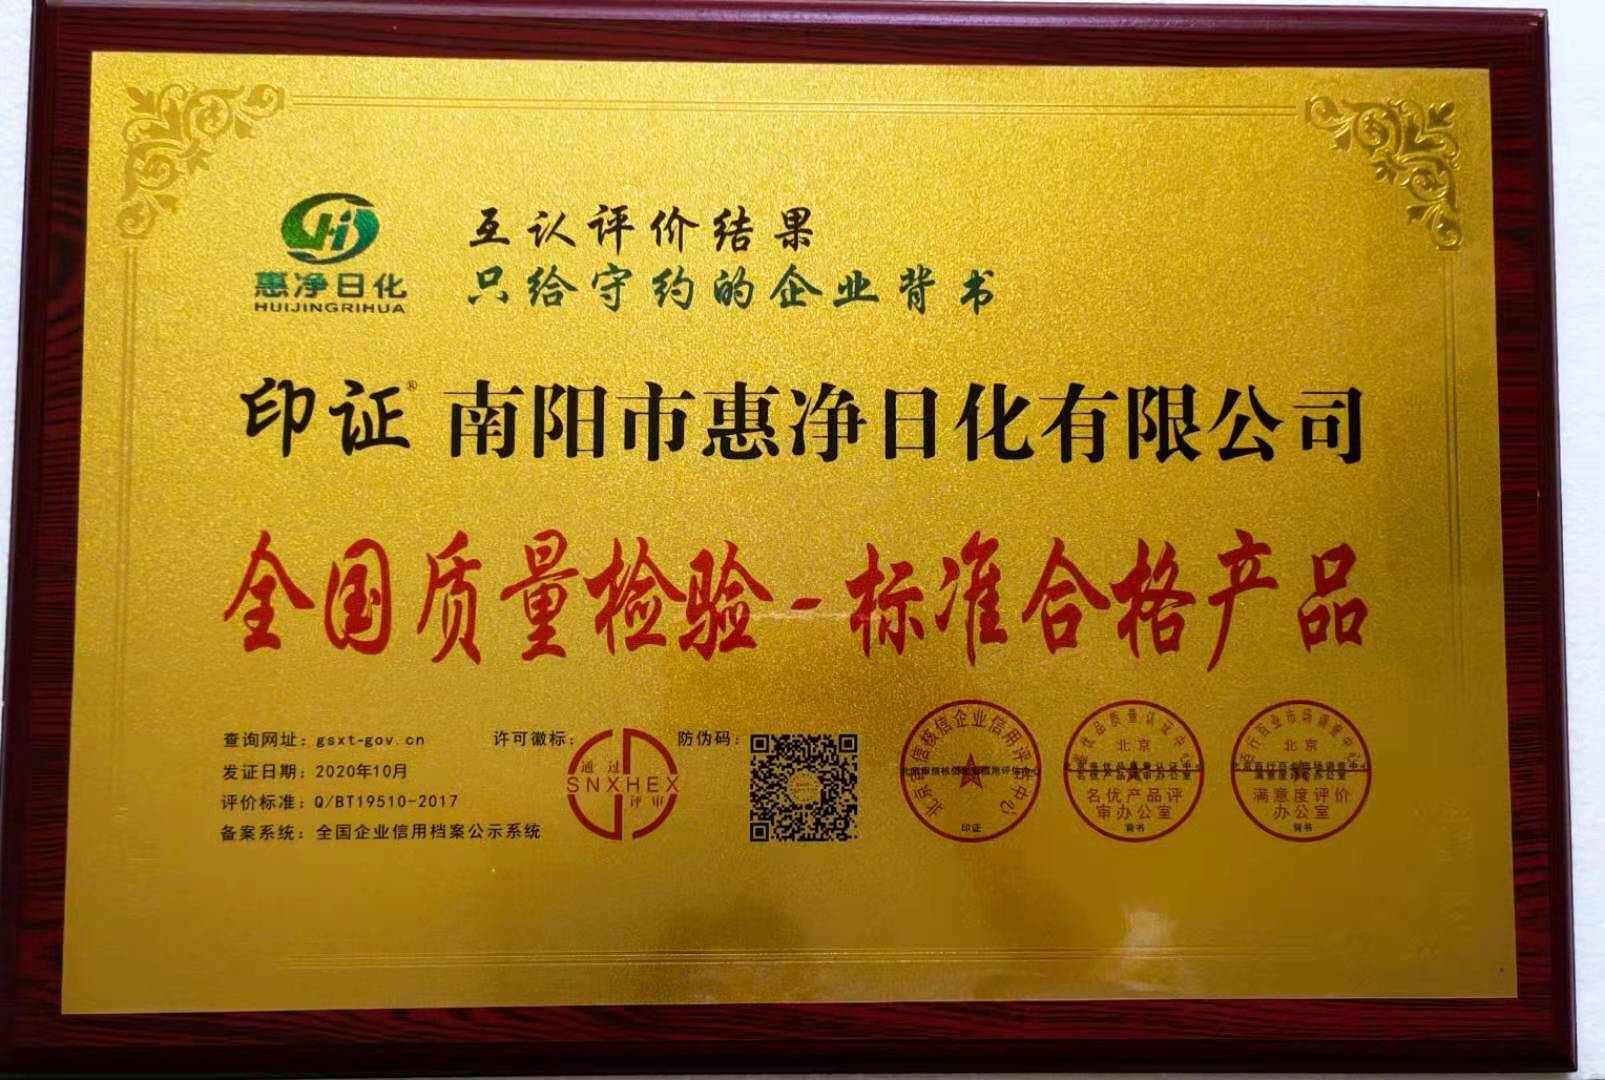 惠净日化
HUIJINGRIHUA
互认评价结果
只给守约的企业背书
印证® 南阳市惠净日化有限公司
全国质量检验-标准合格产品
查询网址：gsxt-gov.cn
发证日期：2020年10月
评价标准：Q/BT19510-2017
备案系统：全国企业信用档案公示系统
许可徽标：
通过
SNXHEX
评审
防伪码：
印证
北京
名优产品评
审办公室
背书
北京
满意度评价
办公室
背书